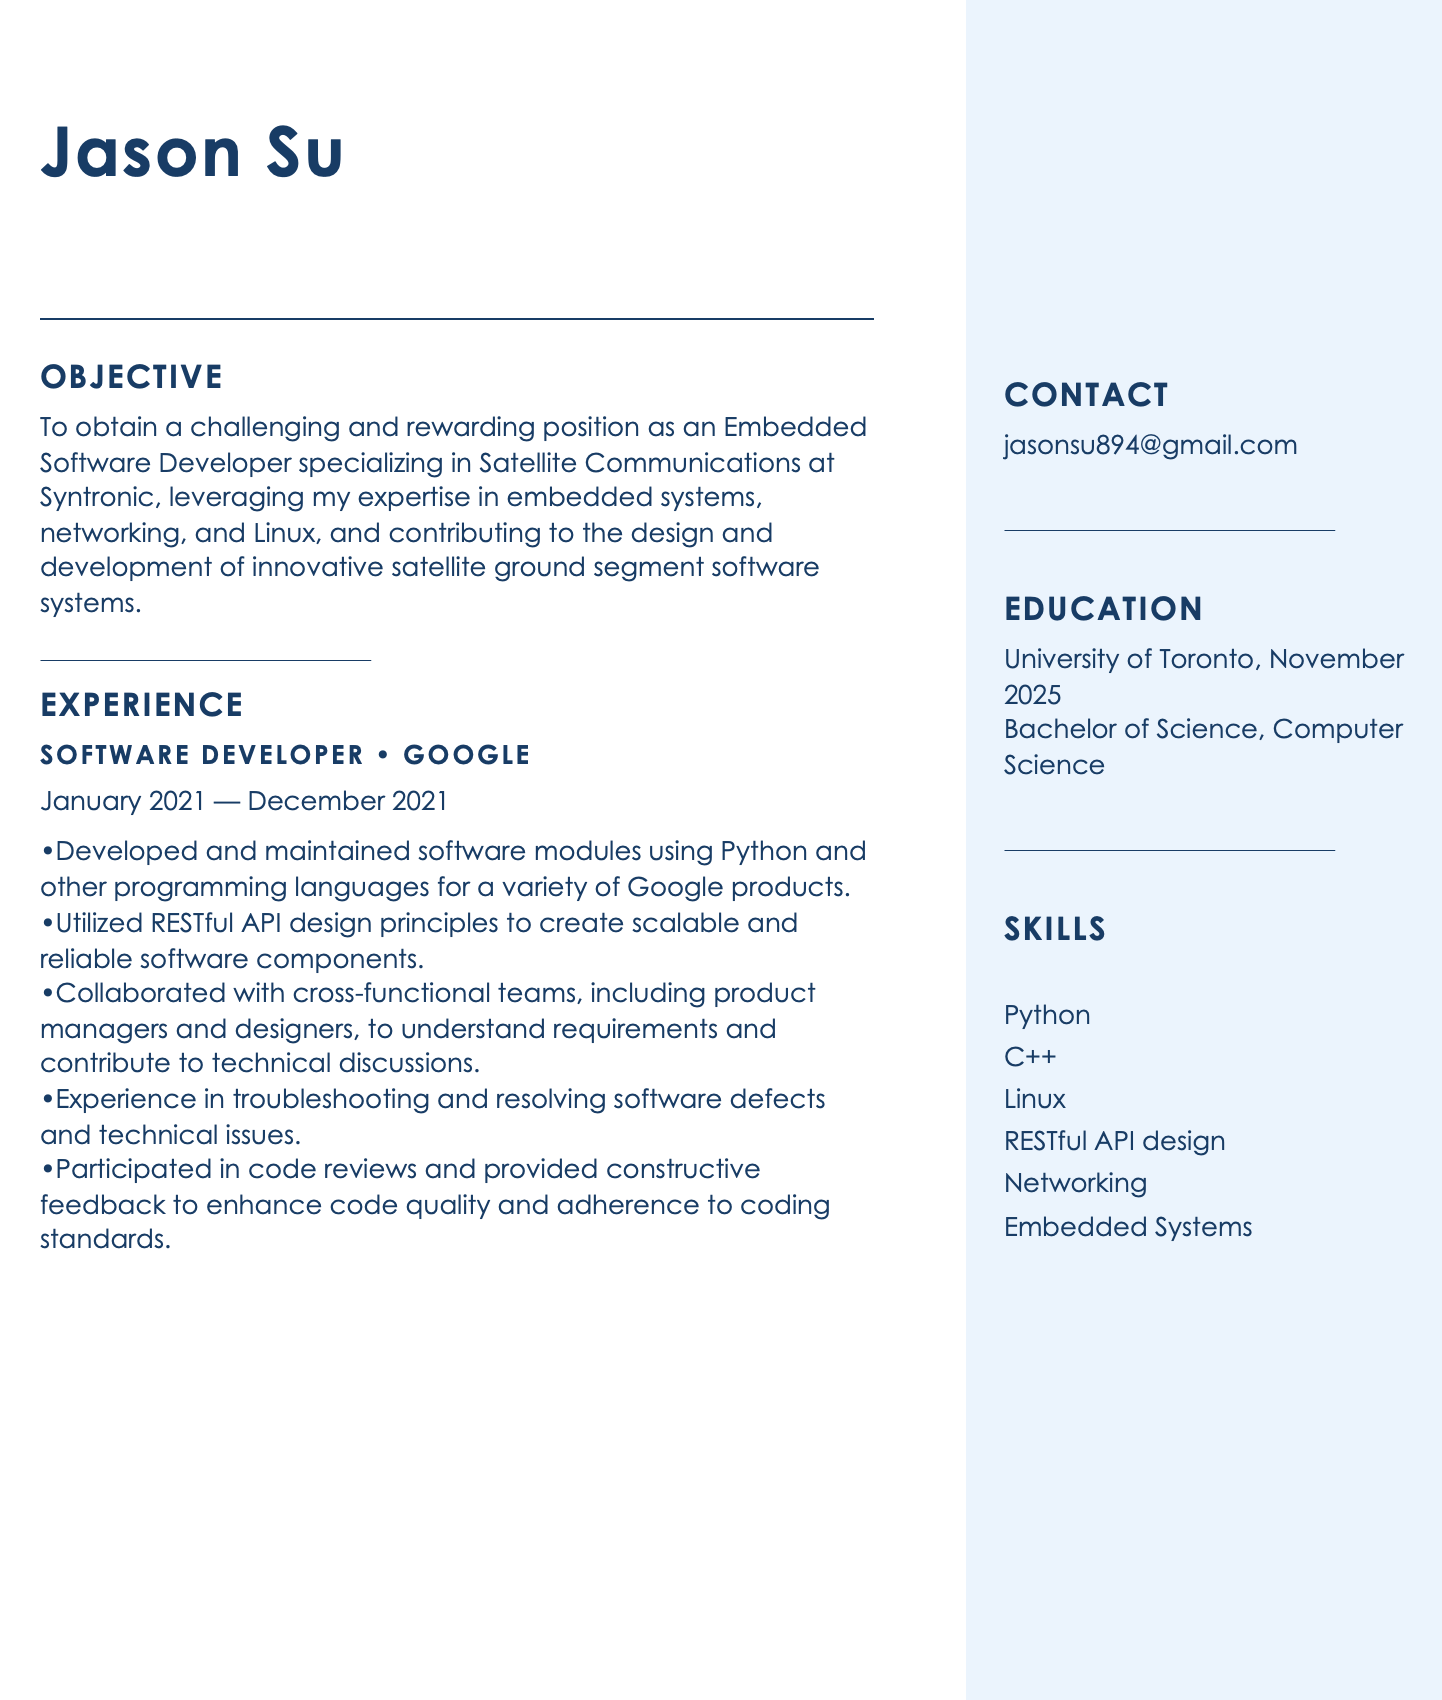 Jason Su
OBJECTIVE
To obtain a challenging and rewarding position as an Embedded
Software Developer specializing in Satellite Communications at
Syntronic, leveraging my expertise in embedded systems,
networking, and Linux, and contributing to the design and
development of innovative satellite ground segment software
systems.
EXPERIENCE
SOFTWARE DEVELOPER • GOOGLE
January 2021 — December 2021
•Developed and maintained software modules using Python and
other programming languages for a variety of Google products.
•Utilized RESTful API design principles to create scalable and
reliable software components.
•Collaborated with cross-functional teams, including product
managers and designers, to understand requirements and
contribute to technical discussions.
•Experience in troubleshooting and resolving software defects
and technical issues.
•Participated in code reviews and provided constructive
feedback to enhance code quality and adherence to coding
standards.
CONTACT
jasonsu894@gmail.com
EDUCATION
University of Toronto, November
2025
Bachelor of Science, Computer
Science
SKILLS
Python
C++
Linux
RESTful API design
Networking
Embedded Systems